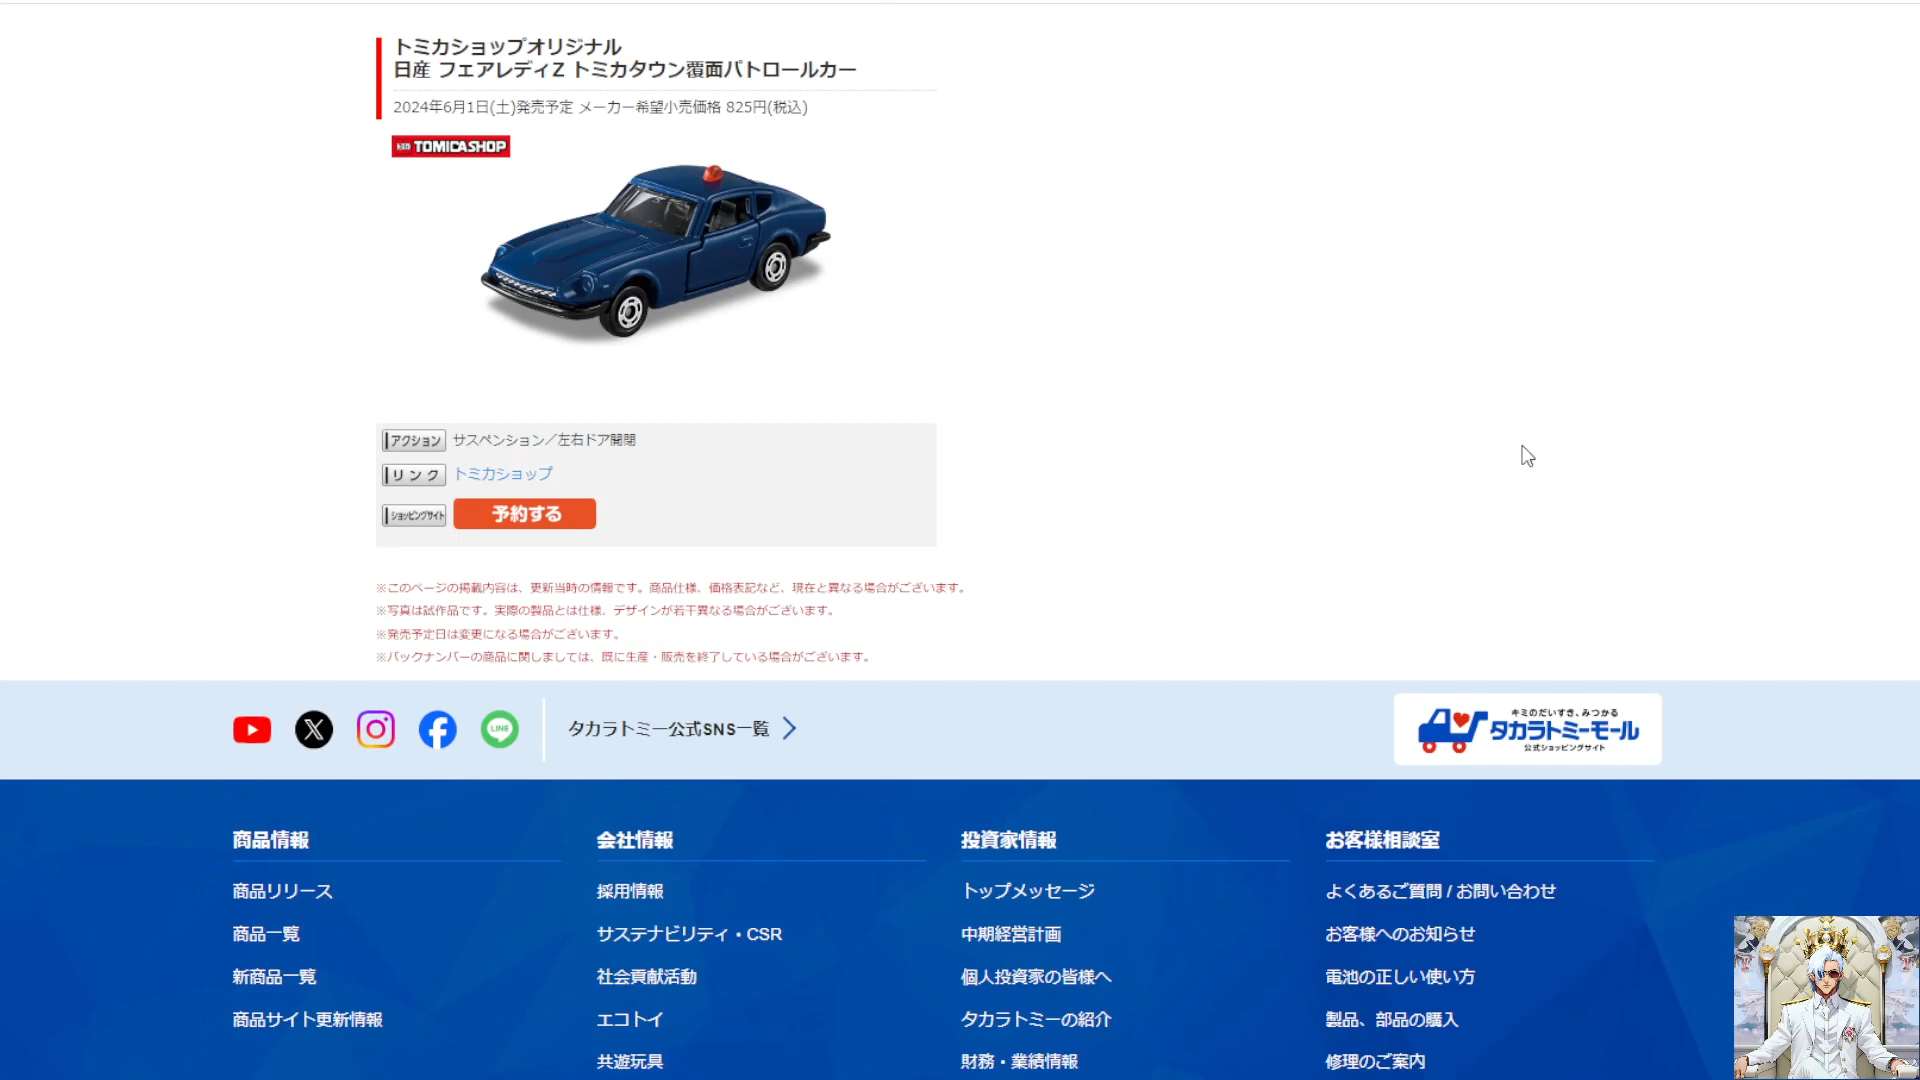 トミカショップオリジナル
日産 フェアレディZ トミカタウン覆面パトロールカー
2024年6月1日(土)発売予定 メーカー希望小売価格 825円(税込)
TOMICA SHOP
アクション サスペンション／左右ドア開閉
リンク トミカショップ
ショッピングサイト 予約する
※このページの掲載内容は、更新当時の情報です。商品仕様、価格表記など、現在と異なる場合がございます。
※写真は試作品です。実際の製品とは仕様、デザインが若干異なる場合がございます。
※発売予定日は変更になる場合がございます。
※バックナンバーの商品に関しましては、既に生産・販売を終了している場合がございます。
LINE
タカラトミー公式SNS一覧
キミのだいすき、みつかる
タカラトミーモール
公式ショッピングサイト
商品情報
商品リリース
商品一覧
新商品一覧
商品サイト更新情報
会社情報
採用情報
サステナビリティ・CSR
社会貢献活動
エコトイ
共遊玩具
投資家情報
トップメッセージ
中期経営計画
個人投資家の皆様へ
タカラトミーの紹介
財務・業績情報
お客様相談室
よくあるご質問 / お問い合わせ
お客様へのお知らせ
電池の正しい使い方
製品、部品の購入
修理のご案内